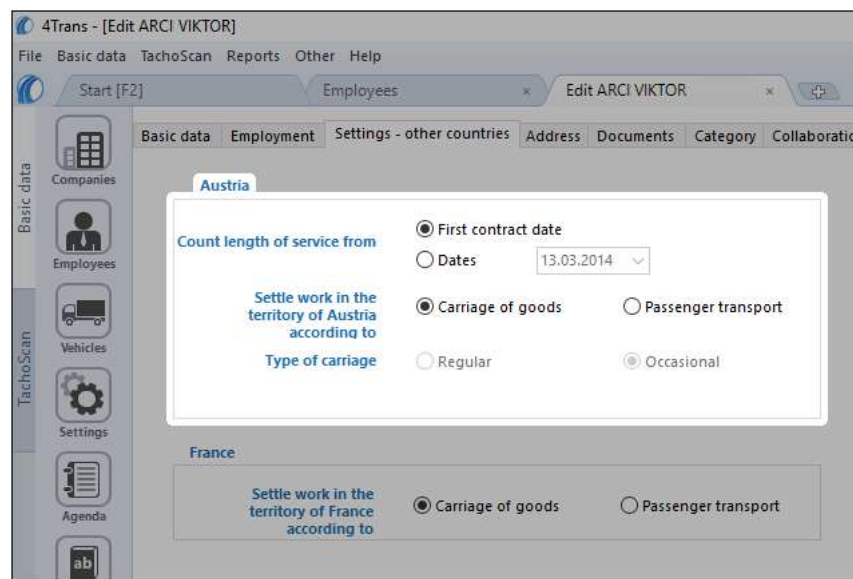 4Trans - [Edit ARCI VIKTOR]
File Basic data TachoScan Reports Other Help
Start [F2] Employees × Edit ARCI VIKTOR ×
Basic data Employment Settings - other countries Address Documents Category Collaboratio
Basic data
TachoScan
Companies
Employees
Vehicles
Settings
Agenda
ab
Austria
Count length of service from
First contract date
Dates 13.03.2014
Settle work in the
territory of Austria
according to
Carriage of goods Passenger transport
Type of carriage Regular Occasional
France
Settle work in the
territory of France
according to
Carriage of goods Passenger transport